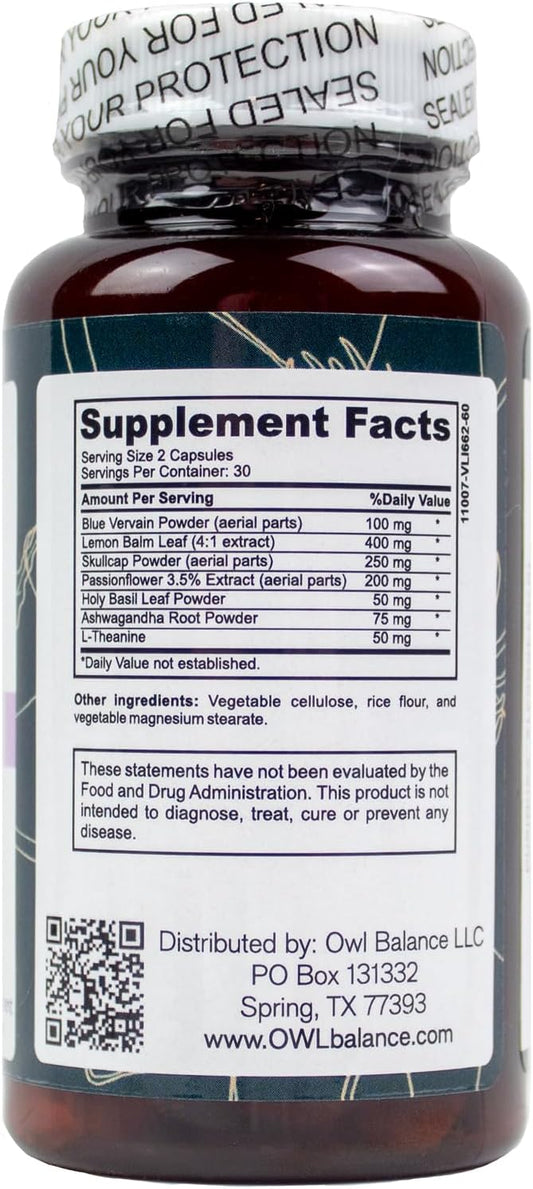 SEALED FOR YOUR PROTECTION
Supplement Facts
Serving Size 2 Capsules
Servings Per Container: 30
Amount Per Serving %Daily Value
Blue Vervain Powder (aerial parts) 100 mg *
Lemon Balm Leaf (4:1 extract) 400 mg *
Skullcap Powder (aerial parts) 250 mg *
Passionflower 3.5% Extract (aerial parts) 200 mg *
Holy Basil Leaf Powder 50 mg *
Ashwagandha Root Powder 75 mg *
L-Theanine 50 mg *
*Daily Value not established.
11007-VLI662-60
Other ingredients: Vegetable cellulose, rice flour, and
vegetable magnesium stearate.
These statements have not been evaluated by the
Food and Drug Administration. This product is not
intended to diagnose, treat, cure or prevent any
disease.
Distributed by: Owl Balance LLC
PO Box 131332
Spring, TX 77393
www.OWLbalance.com